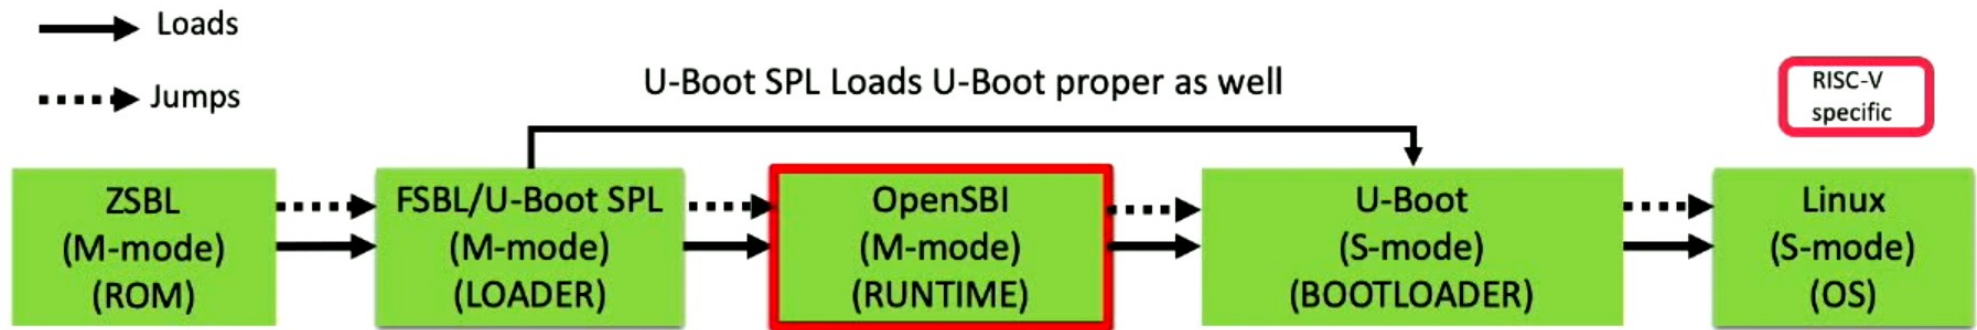 Loads
Jumps
U-Boot SPL Loads U-Boot proper as well
RISC-V
specific
ZSBL
(M-mode)
(ROM)
FSBL/U-Boot SPL
(M-mode)
(LOADER)
OpenSBI
(M-mode)
(RUNTIME)
U-Boot
(S-mode)
(BOOTLOADER)
Linux
(S-mode)
(OS)